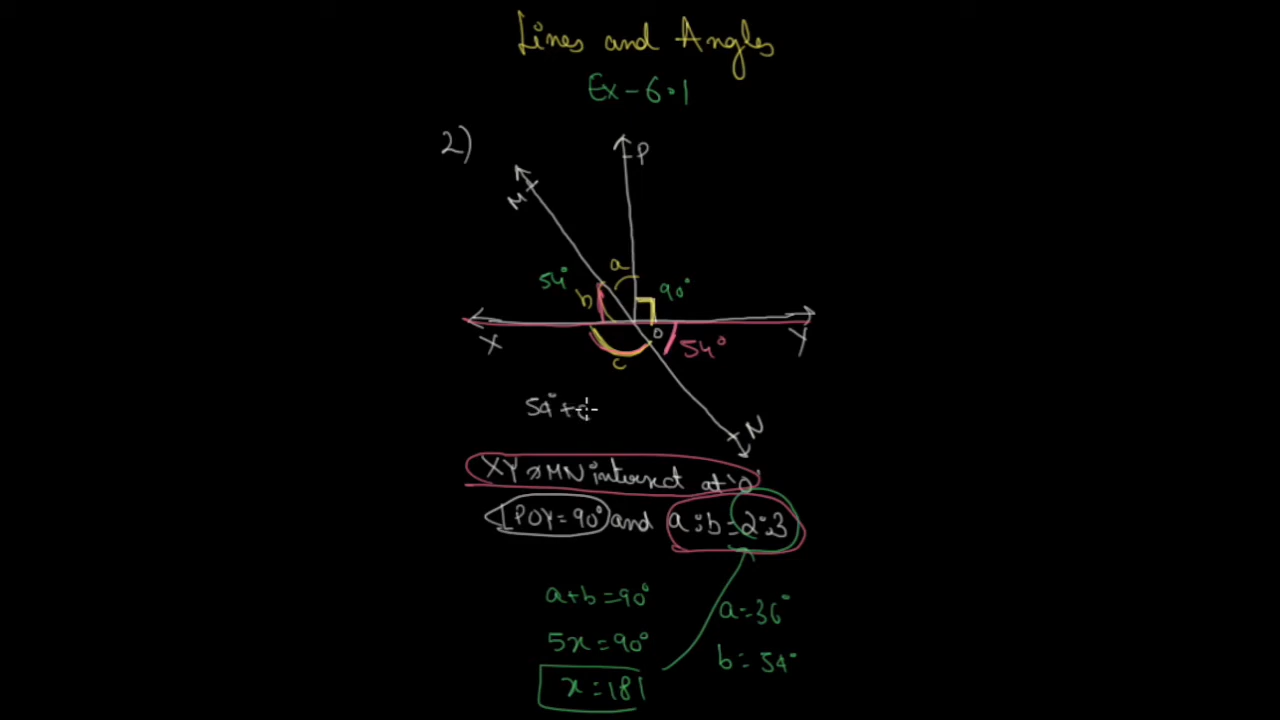 Lines and Angles
Ex-6.1
2)
P
M
a
54°
b
90°
X
O
Y
54°
c
N
54°+
XY & MN intersect at 'O'
∠POY=90° and a:b=2:3
a+b=90°
a=36°
5x=90°
b=54°
x=18